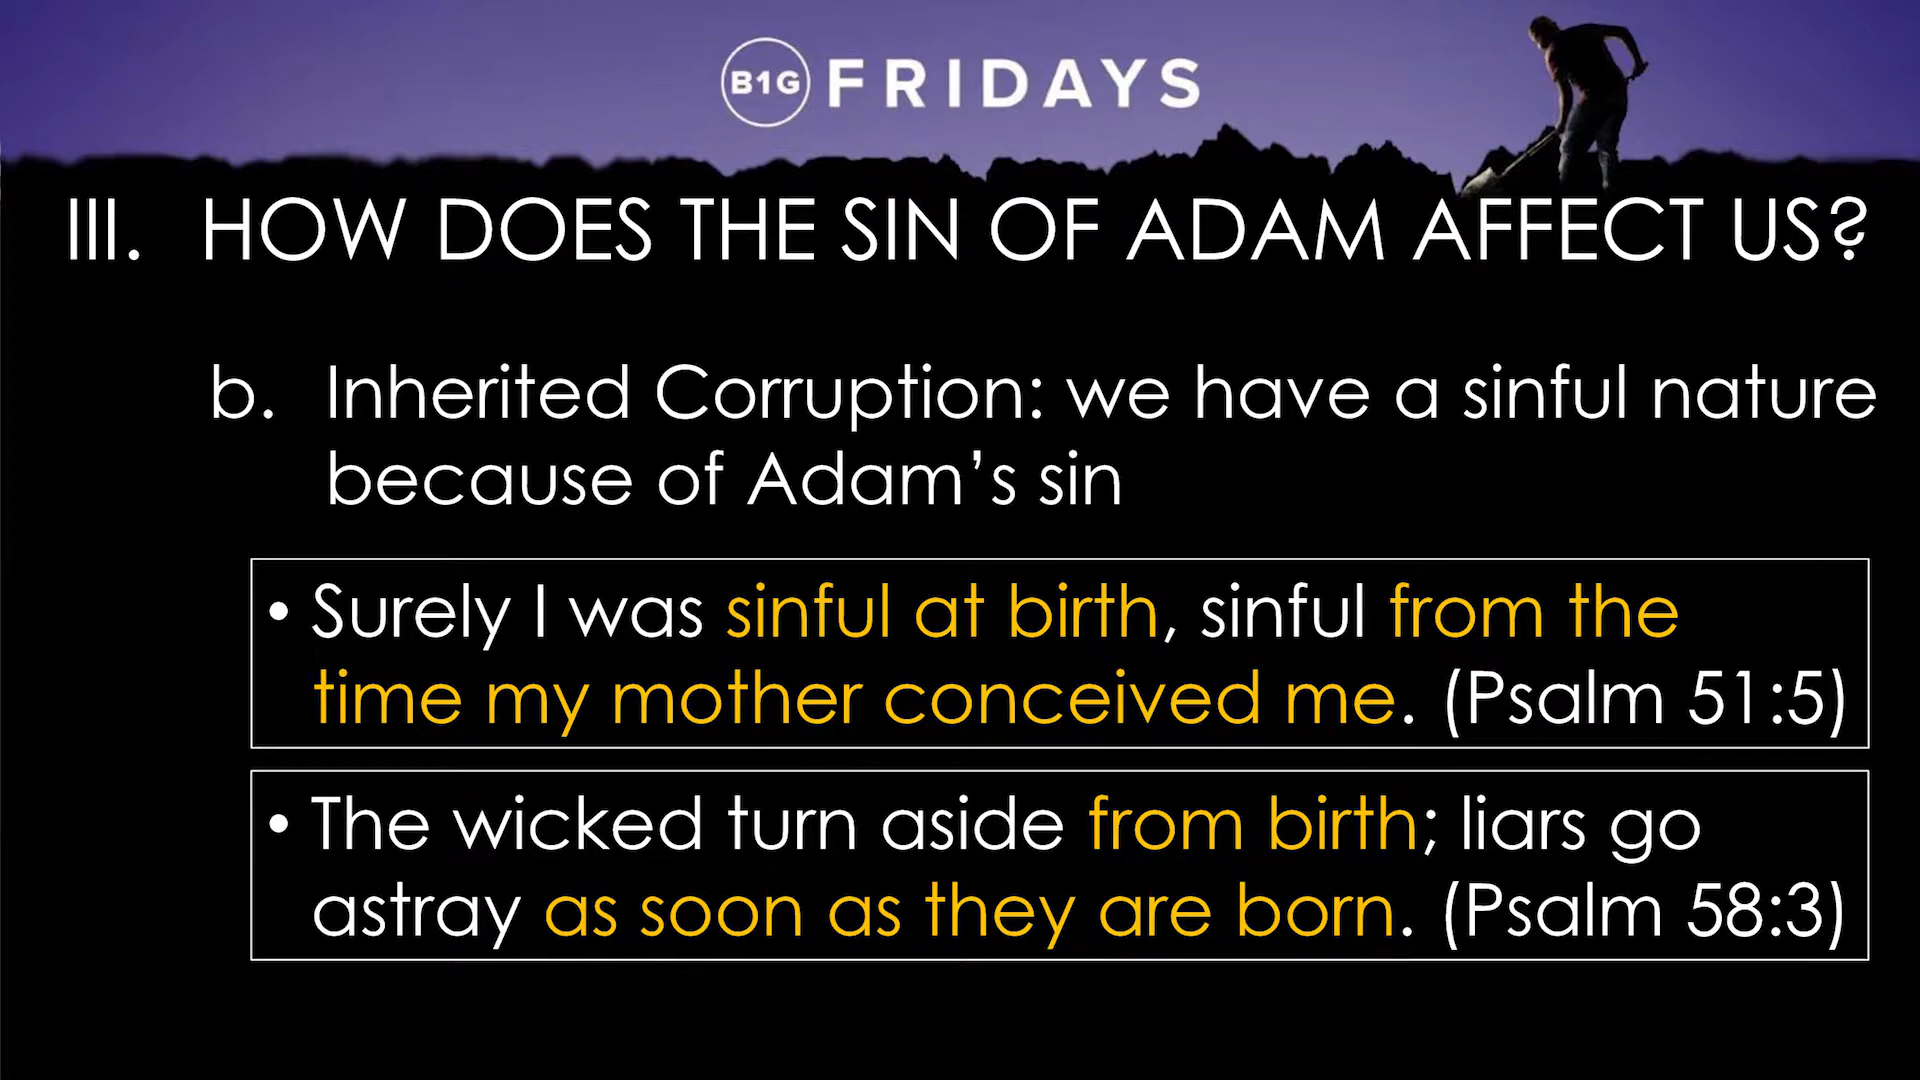 B1G FRIDAYS
III. HOW DOES THE SIN OF ADAM AFFECT US?
b. Inherited Corruption: we have a sinful nature
because of Adam’s sin
• Surely I was sinful at birth, sinful from the
time my mother conceived me. (Psalm 51:5)
• The wicked turn aside from birth; liars go
astray as soon as they are born. (Psalm 58:3)